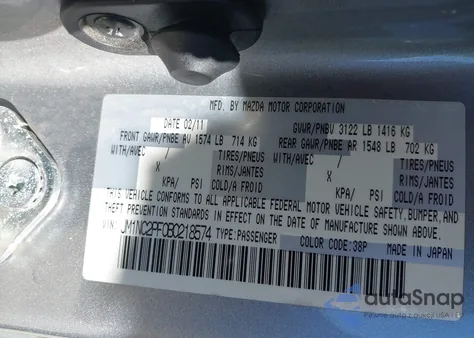 MFD. BY MAZDA MOTOR CORPORATION
DATE 02/11 GVWR/PNBV 3122 LB 1416 KG
FRONT GAWR/PNBE AV 1574 LB 714 KG REAR GAWR/PNBE AR 1548 LB 702 KG
WITH/AVEC / TIRES/PNEUS WITH/AVEC / TIRES/PNEUS
X RIMS/JANTES X RIMS/JANTES
KPA/ PSI COLD/A FROID KPA/ PSI COLD/A FROID
THIS VEHICLE CONFORMS TO ALL APPLICABLE FEDERAL MOTOR VEHICLE SAFETY, BUMPER, AND
THEFT PREVENTION STANDARDS IN EFFECT ON THE DATE OF MANUFACTURE SHOWN ABOVE.
VIN: JM1NC2PF0B0218574 TYPE:PASSENGER COLOR CODE:38P MADE IN JAPAN
autoSnap